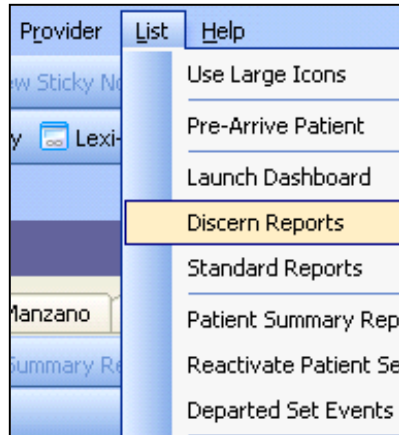 Provider List Help
w Sticky No
Use Large Icons
Pre-Arrive Patient
y Lexi-
Launch Dashboard
Discern Reports
Standard Reports
Manzano
Patient Summary Rep
Summary Re
Reactivate Patient Se
Departed Set Events